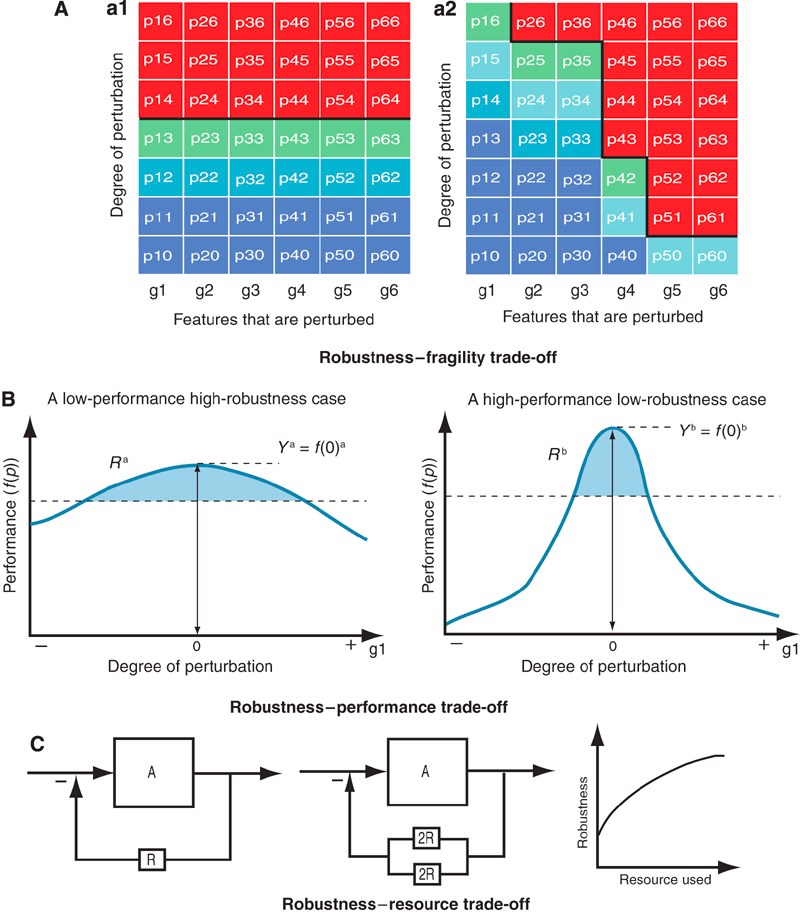 A
a1
a2
Degree of perturbation
p16 p26 p36 p46 p56 p66
p15 p25 p35 p45 p55 p65
p14 p24 p34 p44 p54 p64
p13 p23 p33 p43 p53 p63
p12 p22 p32 p42 p52 p62
p11 p21 p31 p41 p51 p61
p10 p20 p30 p40 p50 p60
g1 g2 g3 g4 g5 g6
Features that are perturbed
Degree of perturbation
p16 p26 p36 p46 p56 p66
p15 p25 p35 p45 p55 p65
p14 p24 p34 p44 p54 p64
p13 p23 p33 p43 p53 p63
p12 p22 p32 p42 p52 p62
p11 p21 p31 p41 p51 p61
p10 p20 p30 p40 p50 p60
g1 g2 g3 g4 g5 g6
Features that are perturbed
Robustness–fragility trade-off
B
A low-performance high-robustness case
Performance (f(p))
Rᵃ
Yᵃ = f(0)ᵃ
– 0 + g1
Degree of perturbation
A high-performance low-robustness case
Performance (f(p))
Rᵇ
Yᵇ = f(0)ᵇ
– 0 + g1
Degree of perturbation
Robustness–performance trade-off
C
–
A
R
–
A
2R
2R
Robustness
Resource used
Robustness–resource trade-off